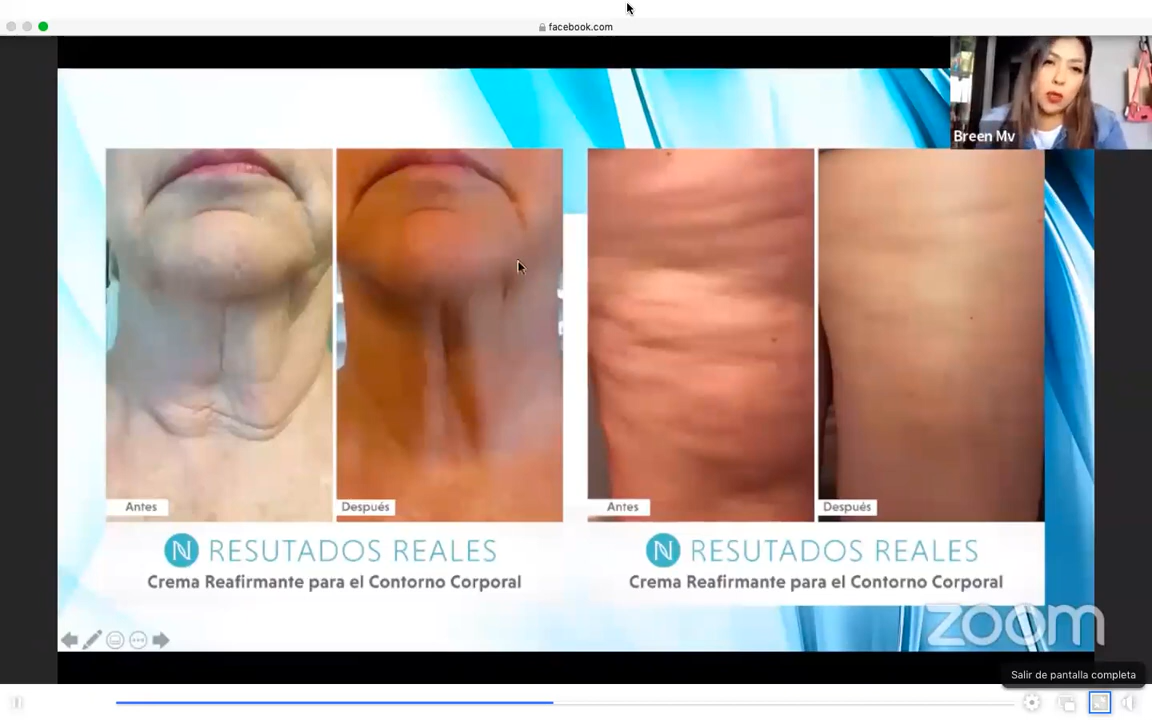 facebook.com
Breen Mv
Antes
Después
Antes
Después
N RESUTADOS REALES
Crema Reafirmante para el Contorno Corporal
N RESUTADOS REALES
Crema Reafirmante para el Contorno Corporal
zoom
Salir de pantalla completa